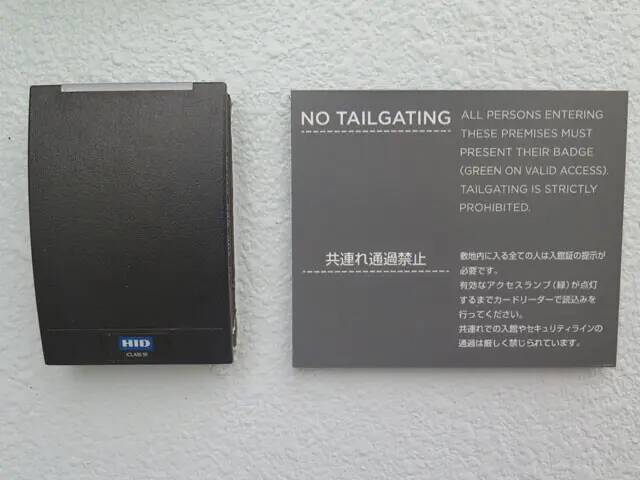 HID
iCLASS SE
NO TAILGATING
ALL PERSONS ENTERING
THESE PREMISES MUST
PRESENT THEIR BADGE
(GREEN ON VALID ACCESS).
TAILGATING IS STRICTLY
PROHIBITED.
共連れ通過禁止
敷地内に入る全ての人は入館証の提示が
必要です。
有効なアクセスランプ(緑)が点灯
するまでカードリーダーで読込みを
行ってください。
共連れでの入館やセキュリティラインの
通過は厳しく禁じられています。